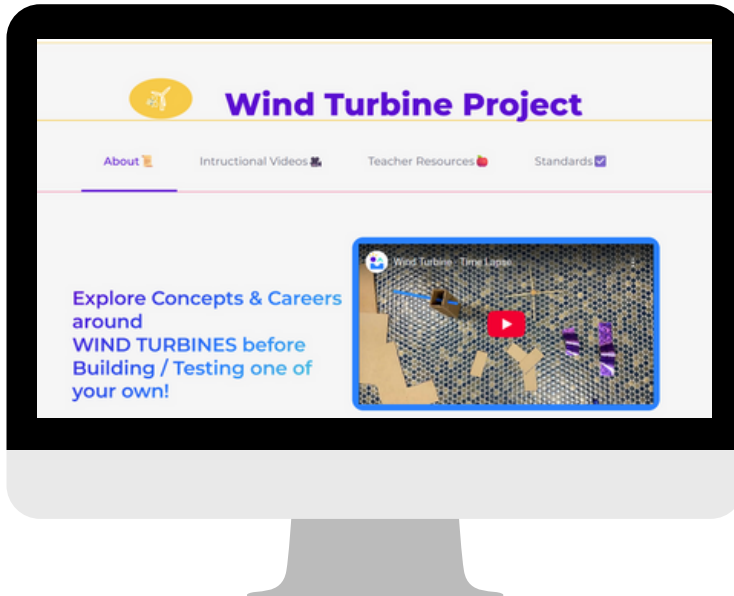 Wind Turbine Project
About📜
Intructional Videos🎥
Teacher Resources🍎
Standards☑️
Wind Turbine - Time Lapse
Explore Concepts & Careers
around
WIND TURBINES before
Building / Testing one of
your own!